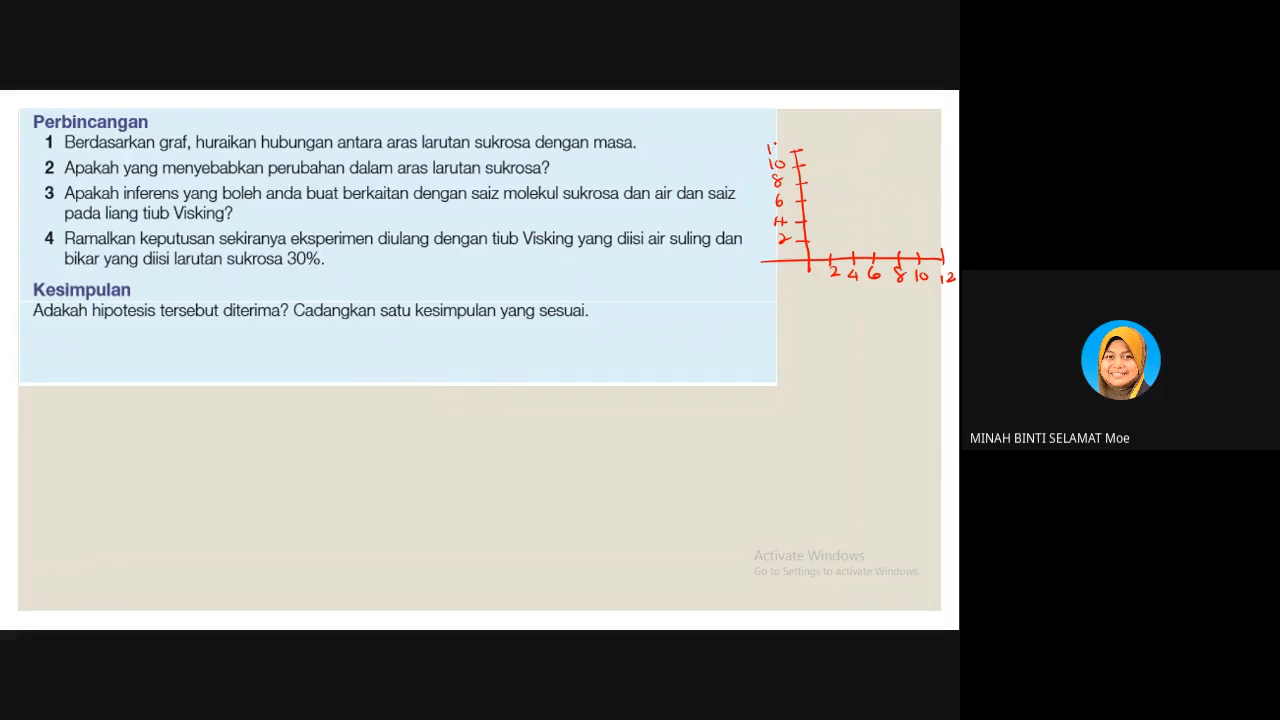 Perbincangan
1 Berdasarkan graf, huraikan hubungan antara aras larutan sukrosa dengan masa.
2 Apakah yang menyebabkan perubahan dalam aras larutan sukrosa?
3 Apakah inferens yang boleh anda buat berkaitan dengan saiz molekul sukrosa dan air dan saiz
pada liang tiub Visking?
4 Ramalkan keputusan sekiranya eksperimen diulang dengan tiub Visking yang diisi air suling dan
bikar yang diisi larutan sukrosa 30%.
Kesimpulan
Adakah hipotesis tersebut diterima? Cadangkan satu kesimpulan yang sesuai.
10
8
6
4
2
2 4 6 8 10 12
MINAH BINTI SELAMAT Moe
Activate Windows
Go to Settings to activate Windows.